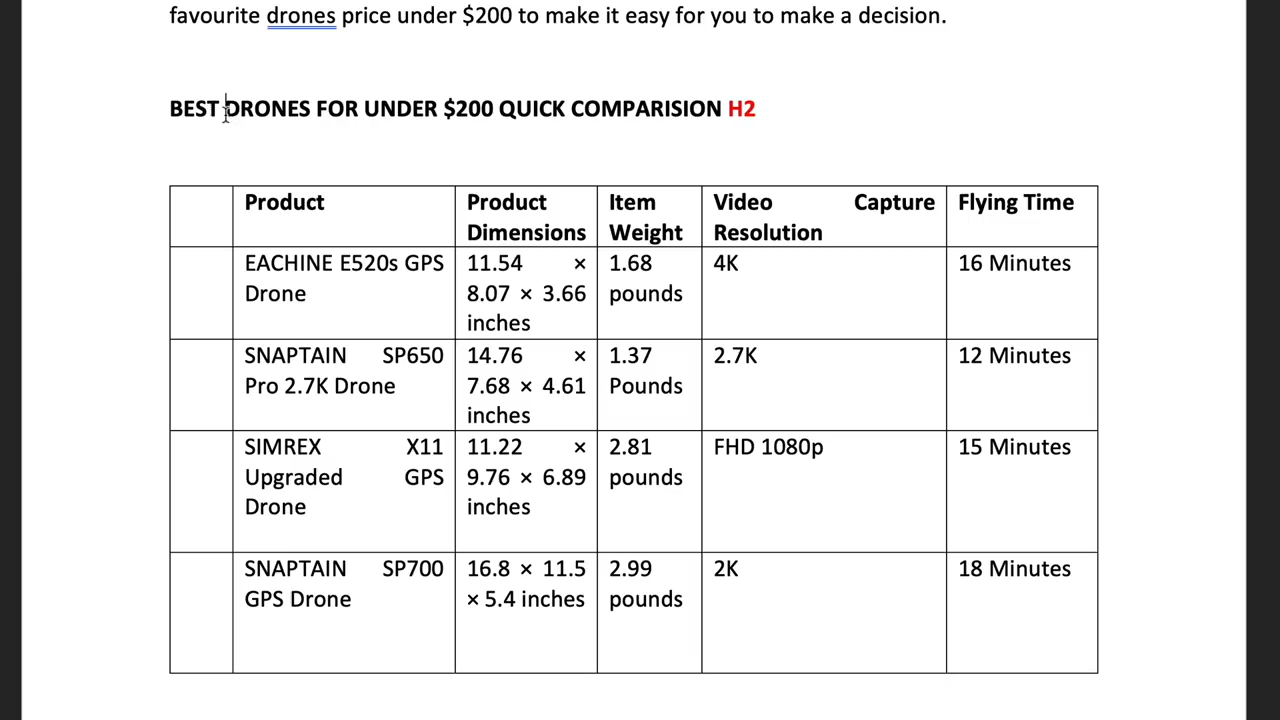 favourite drones price under $200 to make it easy for you to make a decision.
BEST DRONES FOR UNDER $200 QUICK COMPARISION H2
Product
Product Dimensions
Item Weight
Video Capture Resolution
Flying Time
EACHINE E520s GPS Drone
11.54 × 8.07 × 3.66 inches
1.68 pounds
4K
16 Minutes
SNAPTAIN SP650 Pro 2.7K Drone
14.76 × 7.68 × 4.61 inches
1.37 Pounds
2.7K
12 Minutes
SIMREX X11 Upgraded GPS Drone
11.22 × 9.76 × 6.89 inches
2.81 pounds
FHD 1080p
15 Minutes
SNAPTAIN SP700 GPS Drone
16.8 × 11.5 × 5.4 inches
2.99 pounds
2K
18 Minutes